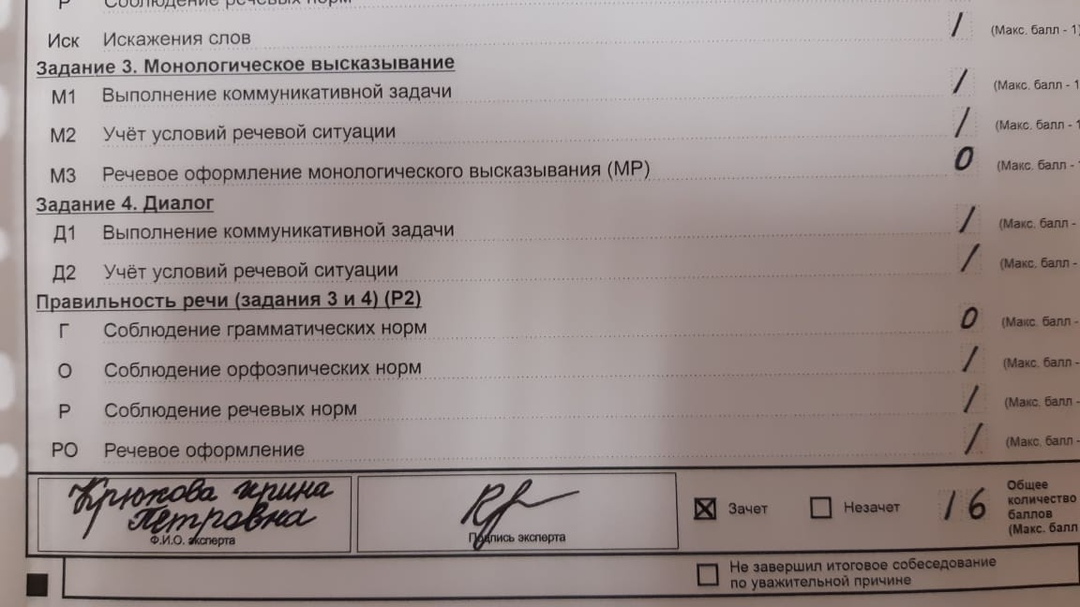 Р Соблюдение речевых норм
Иск Искажения слов / (Макс. балл - 1)
Задание 3. Монологическое высказывание
М1 Выполнение коммуникативной задачи / (Макс. балл - 1
М2 Учёт условий речевой ситуации / (Макс. балл - 1
М3 Речевое оформление монологического высказывания (МР) 0 (Макс. балл -
Задание 4. Диалог
Д1 Выполнение коммуникативной задачи / (Макс. балл -
Д2 Учёт условий речевой ситуации / (Макс. балл -
Правильность речи (задания 3 и 4) (Р2)
Г Соблюдение грамматических норм 0 (Макс. балл -
О Соблюдение орфоэпических норм / (Макс. балл -
Р Соблюдение речевых норм / (Макс. балл -
РО Речевое оформление / (Макс. балл -
Крюкова Ирина
Петровна
Ф.И.О. эксперта
Подпись эксперта
Зачет Незачет 16
Общее
количество
баллов
(Макс. балл
Не завершил итоговое собеседование
по уважительной причине